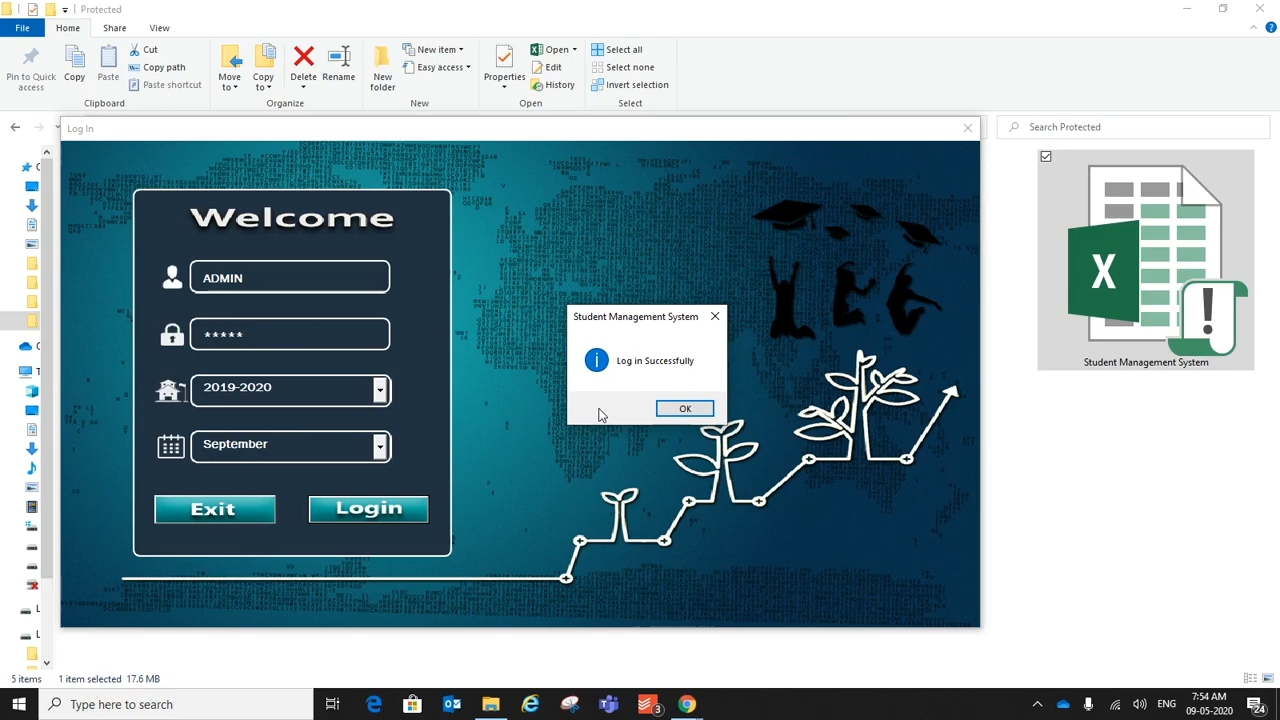 Protected
File
Home
Share
View
Pin to Quick access
Copy
Paste
Cut
Copy path
Paste shortcut
Clipboard
Move to
Copy to
Delete
Rename
Organize
New folder
New item
Easy access
New
Properties
Open
Edit
History
Open
Select all
Select none
Invert selection
Select
Log In
Search Protected
Welcome
ADMIN
*****
2019-2020
September
Exit
Login
Student Management System
i
Log in Successfully
OK
X
!
Student Management System
5 items
1 item selected
17.6 MB
Type here to search
3
ENG
7:54 AM
09-05-2020
24